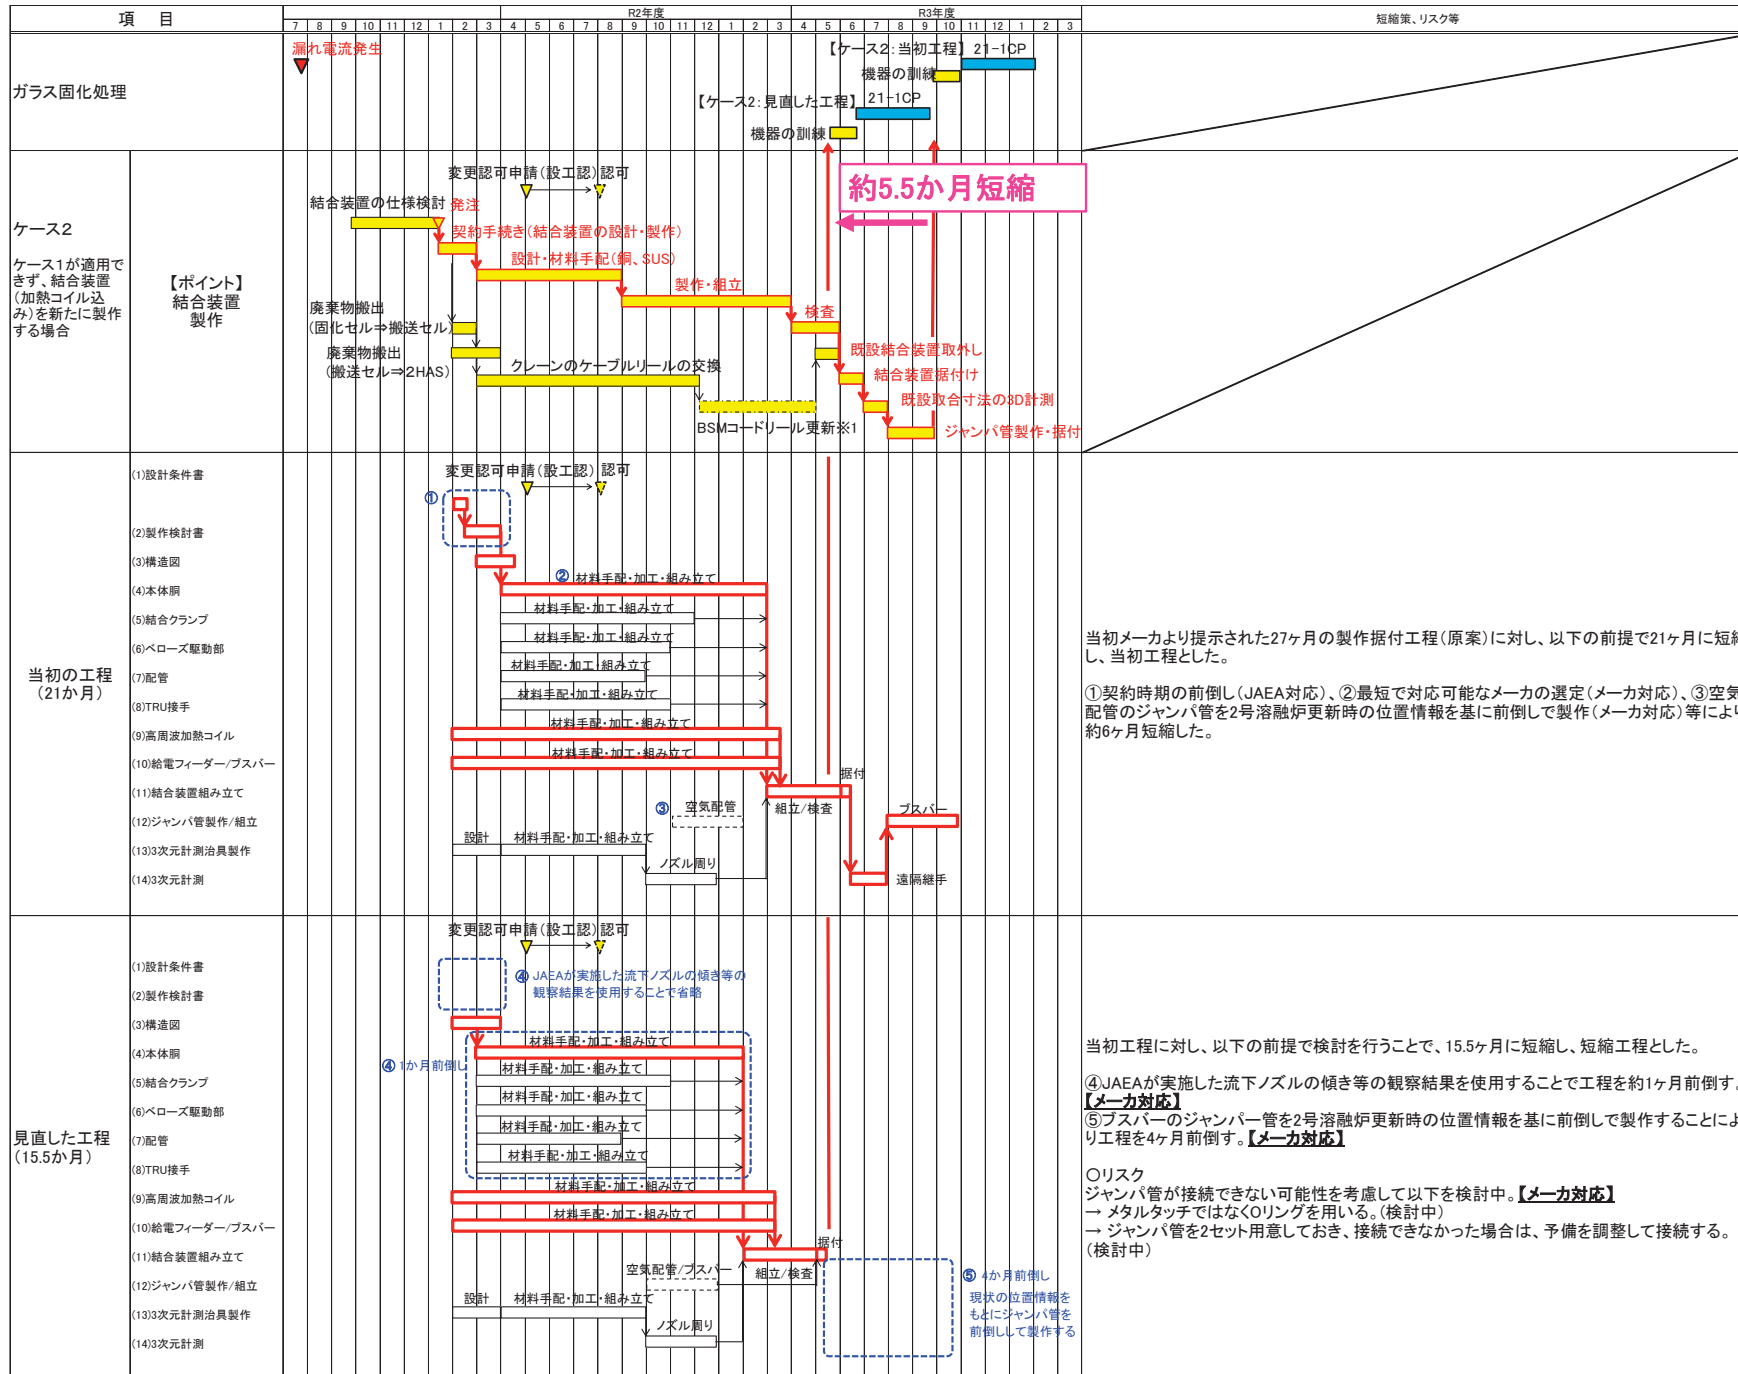 項　目
R2年度
R3年度
短縮策、リスク等
7 8 9 10 11 12 1 2 3 4 5 6 7 8 9 10 11 12 1 2 3 4 5 6 7 8 9 10 11 12 1 2 3
ガラス固化処理
漏れ電流発生
【ケース2:当初工程】 21-1CP
機器の訓練
【ケース2:見直した工程】 21-1CP
機器の訓練
ケース2
ケース1が適用で
きず、結合装置
(加熱コイル込
み)を新たに製作
する場合
【ポイント】
結合装置
製作
変更認可申請(設工認) 認可
約5.5か月短縮
結合装置の仕様検討
発注
契約手続き(結合装置の設計・製作)
設計・材料手配(銅、SUS)
製作・組立
検査
廃棄物搬出
(固化セル⇒搬送セル)
廃棄物搬出
(搬送セル⇒2HAS)
クレーンのケーブルリールの交換
既設結合装置取外し
結合装置据付け
既設取合寸法の3D計測
BSMコードリール更新※1
ジャンパ管製作・据付
当初の工程
(21か月)
変更認可申請(設工認) 認可
(1)設計条件書
①
(2)製作検討書
(3)構造図
(4)本体胴
② 材料手配・加工・組み立て
(5)結合クランプ
材料手配・加工・組み立て
(6)ベローズ駆動部
材料手配・加工・組み立て
(7)配管
材料手配・加工・組み立て
(8)TRU接手
材料手配・加工・組み立て
(9)高周波加熱コイル
材料手配・加工・組み立て
(10)給電フィーダー/ブスバー
材料手配・加工・組み立て
(11)結合装置組み立て
据付
組立/検査
(12)ジャンパ管製作/組立
③ 空気配管
ブスバー
(13)3次元計測治具製作
設計 材料手配・加工・組み立て
(14)3次元計測
ノズル周り
遠隔継手
当初メーカより提示された27ヶ月の製作据付工程(原案)に対し、以下の前提で21ヶ月に短縮
し、当初工程とした。
①契約時期の前倒し(JAEA対応)、②最短で対応可能なメーカの選定(メーカ対応)、③空気
配管のジャンパ管を2号溶融炉更新時の位置情報を基に前倒しで製作(メーカ対応)等により
約6ヶ月短縮した。
見直した工程
(15.5か月)
変更認可申請(設工認) 認可
(1)設計条件書
(2)製作検討書
④ JAEAが実施した流下ノズルの傾き等の
観察結果を使用することで省略
(3)構造図
(4)本体胴
材料手配・加工・組み立て
④ 1か月前倒し
(5)結合クランプ
材料手配・加工・組み立て
(6)ベローズ駆動部
材料手配・加工・組み立て
(7)配管
材料手配・加工・組み立て
(8)TRU接手
材料手配・加工・組み立て
(9)高周波加熱コイル
材料手配・加工・組み立て
(10)給電フィーダー/ブスバー
材料手配・加工・組み立て
(11)結合装置組み立て
据付
組立/検査
(12)ジャンパ管製作/組立
空気配管/ブスバー
(13)3次元計測治具製作
設計 材料手配・加工・組み立て
(14)3次元計測
ノズル周り
⑤ 4か月前倒し
現状の位置情報を
もとにジャンパ管を
前倒しして製作する
当初工程に対し、以下の前提で検討を行うことで、15.5ヶ月に短縮し、短縮工程とした。
④JAEAが実施した流下ノズルの傾き等の観察結果を使用することで工程を約1ヶ月前倒す。
【メーカ対応】
⑤ブスバーのジャンパー管を2号溶融炉更新時の位置情報を基に前倒しで製作することによ
り工程を4ヶ月前倒す。【メーカ対応】
○リスク
ジャンパ管が接続できない可能性を考慮して以下を検討中。【メーカ対応】
→ メタルタッチではなくOリングを用いる。(検討中)
→ ジャンパ管を2セット用意しておき、接続できなかった場合は、予備を調整して接続する。
(検討中)